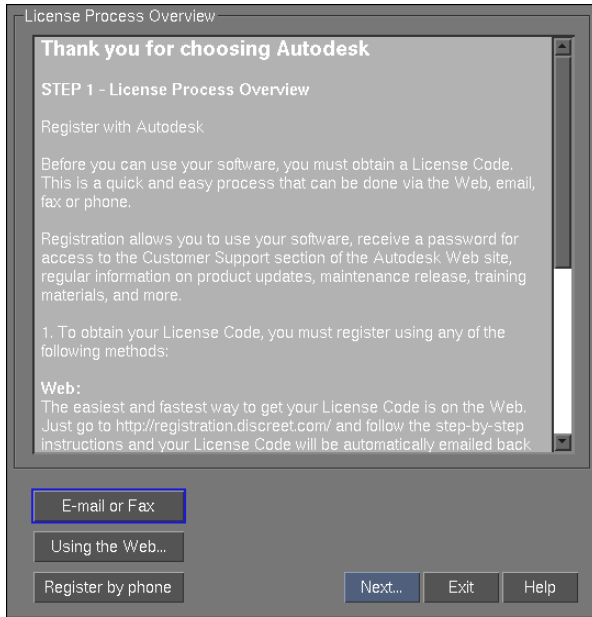 License Process Overview
Thank you for choosing Autodesk
STEP 1 - License Process Overview
Register with Autodesk
Before you can use your software, you must obtain a License Code.
This is a quick and easy process that can be done via the Web, email,
fax or phone.
Registration allows you to use your software, receive a password for
access to the Customer Support section of the Autodesk Web site,
regular information on product updates, maintenance release, training
materials, and more.
1. To obtain your License Code, you must register using any of the
following methods:
Web:
The easiest and fastest way to get your License Code is on the Web.
Just go to http://registration.discreet.com/ and follow the step-by-step
instructions and your License Code will be automatically emailed back
E-mail or Fax
Using the Web...
Register by phone
Next...
Exit
Help